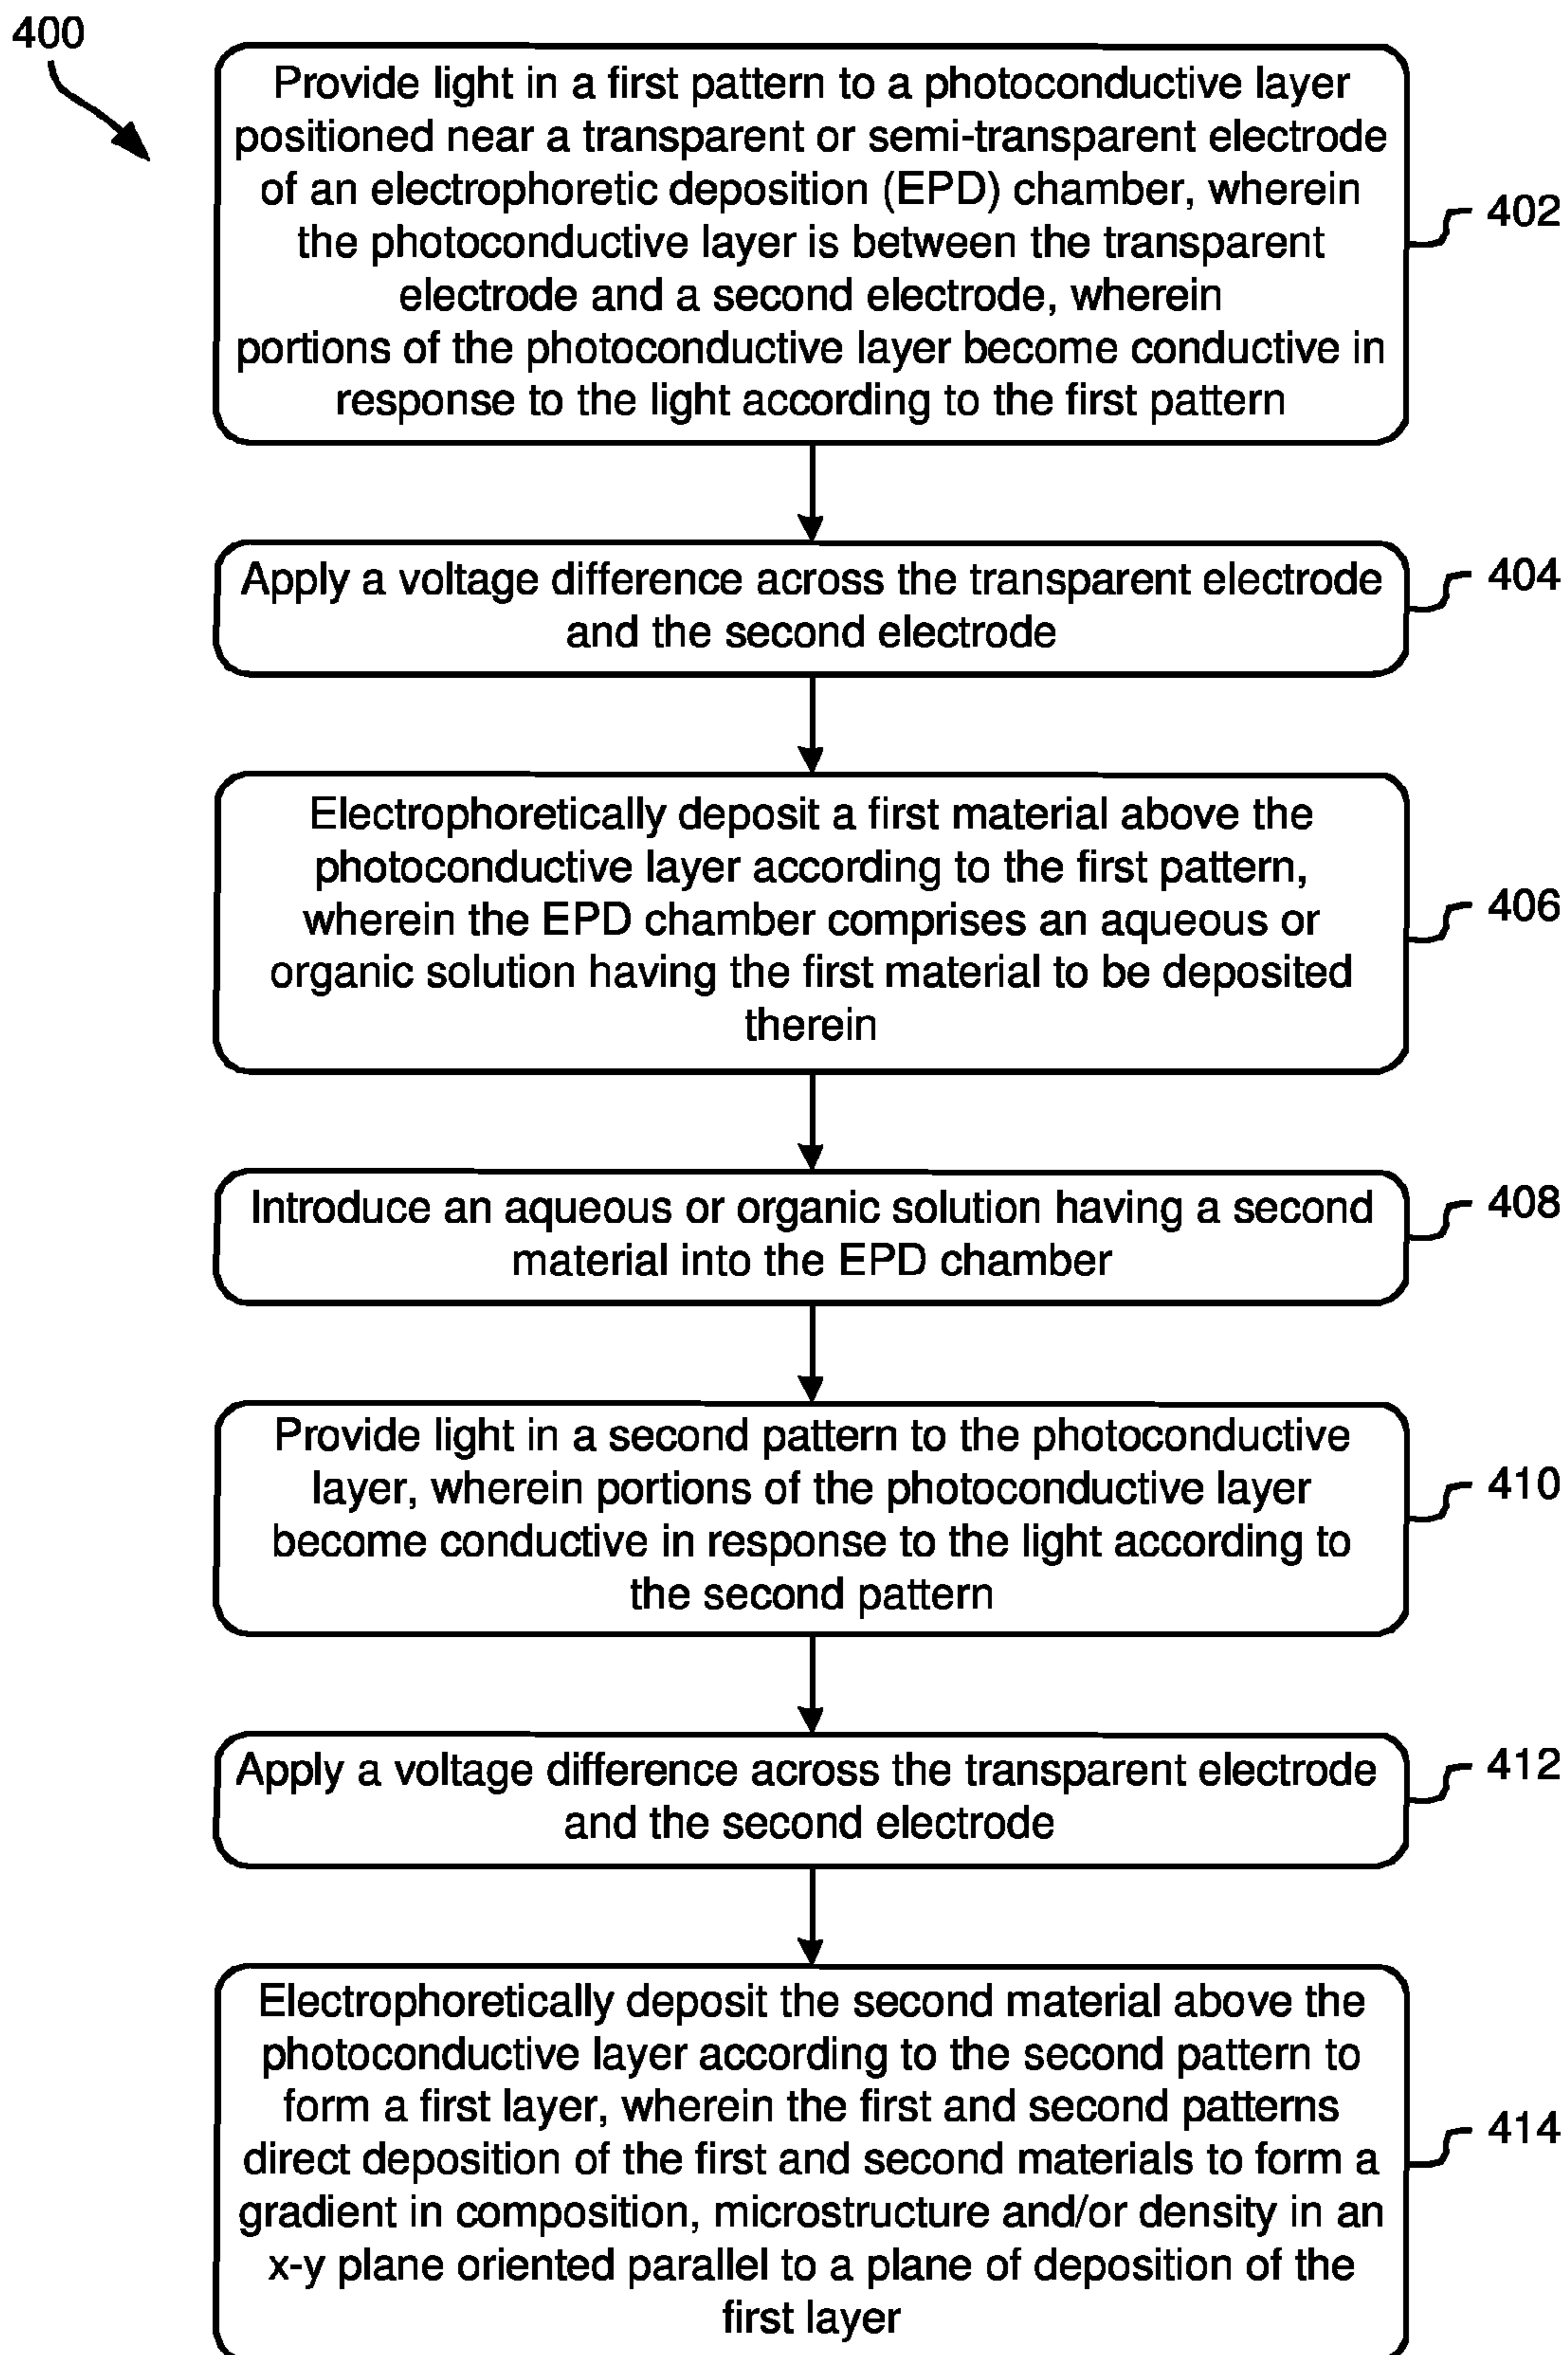 400
Provide light in a first pattern to a photoconductive layer
positioned near a transparent or semi-transparent electrode
of an electrophoretic deposition (EPD) chamber, wherein
the photoconductive layer is between the transparent
electrode and a second electrode, wherein
portions of the photoconductive layer become conductive in
response to the light according to the first pattern
402
Apply a voltage difference across the transparent electrode
and the second electrode
404
Electrophoretically deposit a first material above the
photoconductive layer according to the first pattern,
wherein the EPD chamber comprises an aqueous or
organic solution having the first material to be deposited
therein
406
Introduce an aqueous or organic solution having a second
material into the EPD chamber
408
Provide light in a second pattern to the photoconductive
layer, wherein portions of the photoconductive layer
become conductive in response to the light according to
the second pattern
410
Apply a voltage difference across the transparent electrode
and the second electrode
412
Electrophoretically deposit the second material above the
photoconductive layer according to the second pattern to
form a first layer, wherein the first and second patterns
direct deposition of the first and second materials to form a
gradient in composition, microstructure and/or density in an
x-y plane oriented parallel to a plane of deposition of the
first layer
414